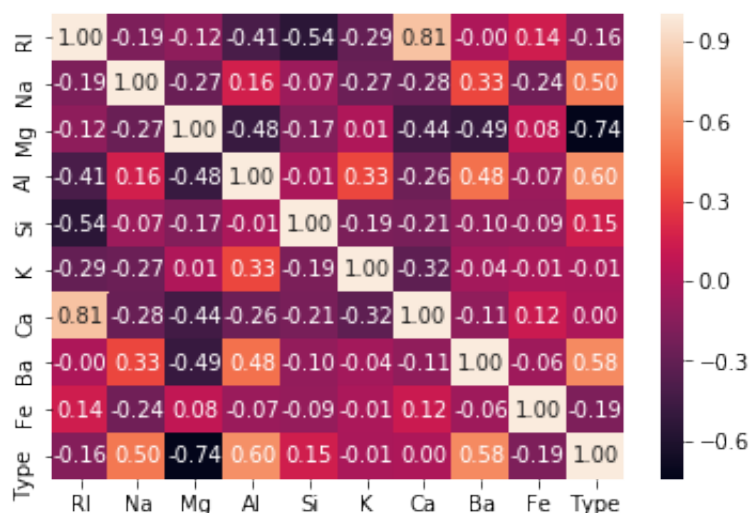 RI 1.00 -0.19 -0.12 -0.41 -0.54 -0.29 0.81 -0.00 0.14 -0.16
Na -0.19 1.00 -0.27 0.16 -0.07 -0.27 -0.28 0.33 -0.24 0.50
Mg -0.12 -0.27 1.00 -0.48 -0.17 0.01 -0.44 -0.49 0.08 -0.74
Al -0.41 0.16 -0.48 1.00 -0.01 0.33 -0.26 0.48 -0.07 0.60
Si -0.54 -0.07 -0.17 -0.01 1.00 -0.19 -0.21 -0.10 -0.09 0.15
K -0.29 -0.27 0.01 0.33 -0.19 1.00 -0.32 -0.04 -0.01 -0.01
Ca 0.81 -0.28 -0.44 -0.26 -0.21 -0.32 1.00 -0.11 0.12 0.00
Ba -0.00 0.33 -0.49 0.48 -0.10 -0.04 -0.11 1.00 -0.06 0.58
Fe 0.14 -0.24 0.08 -0.07 -0.09 -0.01 0.12 -0.06 1.00 -0.19
Type -0.16 0.50 -0.74 0.60 0.15 -0.01 0.00 0.58 -0.19 1.00
RI Na Mg Al Si K Ca Ba Fe Type
0.9
0.6
0.3
0.0
−0.3
−0.6